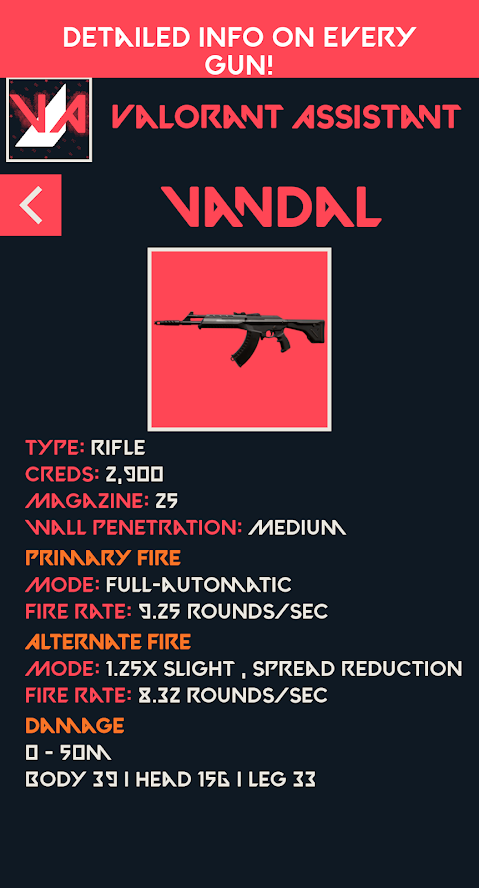 DETAILED INFO ON EVERY
GUN!
VA
VALORANT ASSISTANT
VANDAL
TYPE: RIFLE
CREDS: 2,900
MAGAZINE: 25
WALL PENETRATION: MEDIUM
PRIMARY FIRE
MODE: FULL-AUTOMATIC
FIRE RATE: 9.25 ROUNDS/SEC
ALTERNATE FIRE
MODE: 1.25X SLIGHT , SPREAD REDUCTION
FIRE RATE: 8.32 ROUNDS/SEC
DAMAGE
0 - 50M
BODY 39 | HEAD 156 | LEG 33